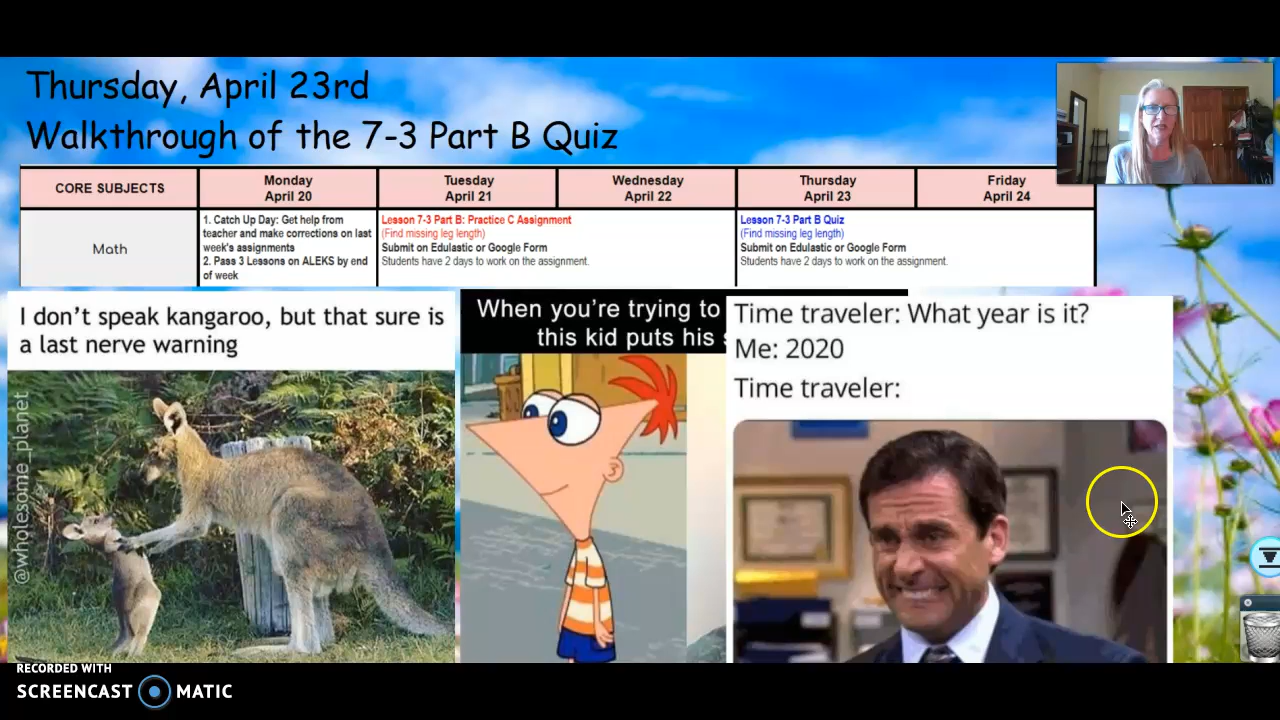 Thursday, April 23rd
Walkthrough of the 7-3 Part B Quiz
CORE SUBJECTS
Monday
April 20
Tuesday
April 21
Wednesday
April 22
Thursday
April 23
Friday
April 24
Math
1. Catch Up Day: Get help from
teacher and make corrections on last
week's assignments
2. Pass 3 Lessons on ALEKS by end
of week
Lesson 7-3 Part B: Practice C Assignment
(Find missing leg length)
Submit on Edulastic or Google Form
Students have 2 days to work on the assignment.
Lesson 7-3 Part B Quiz
(Find missing leg length)
Submit on Edulastic or Google Form
Students have 2 days to work on the assignment.
I don't speak kangaroo, but that sure is
a last nerve warning
@wholesome_planet
When you're trying to
this kid puts his
Time traveler: What year is it?
Me: 2020
Time traveler:
RECORDED WITH
SCREENCAST MATIC